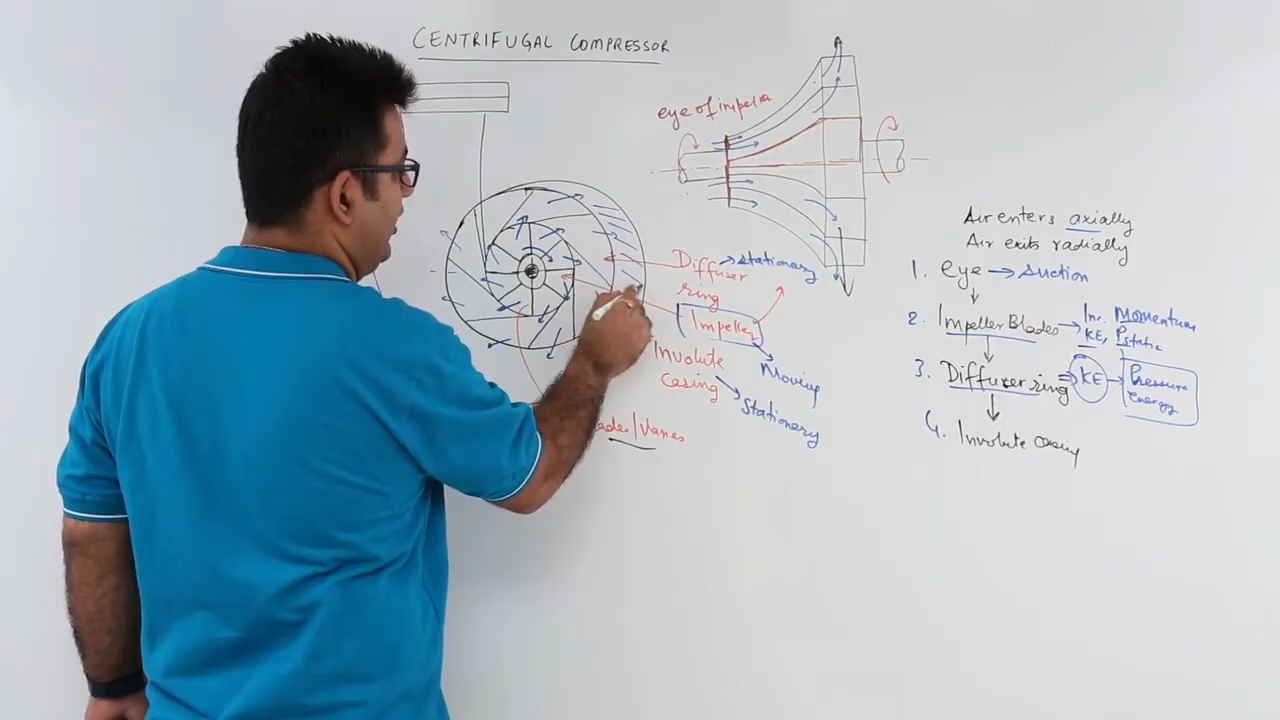 CENTRIFUGAL COMPRESSOR
eye of impeller
Diffuser → stationary
ring
Impeller
Involute
Casing
Moving
Stationary
ades/Vanes
Air enters axially
Air exits radially
1. eye → Suction
2. Impeller Blades → Inc. Momentum
KE, Pstatic
3. Diffuser ring ⇒ KE → Pressure
energy
4. Involute casing